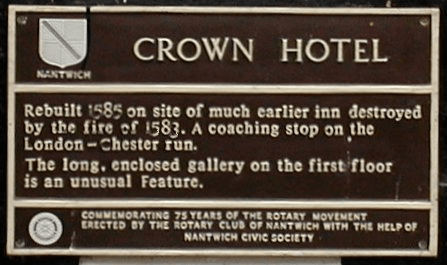 NANTWICH
CROWN HOTEL
Rebuilt 1585 on site of much earlier inn destroyed
by the fire of 1583. A coaching stop on the
London-Chester run.
The long, enclosed gallery on the first floor
is an unusual Feature.
COMMEMORATING 75 YEARS OF THE ROTARY MOVEMENT
ERECTED BY THE ROTARY CLUB OF NANTWICH WITH THE HELP OF
NANTWICH CIVIC SOCIETY